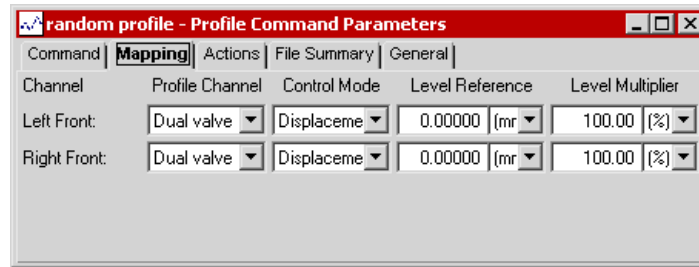 random profile - Profile Command Parameters
Command Mapping Actions File Summary General
Channel Profile Channel Control Mode Level Reference Level Multiplier
Left Front: Dual valve Displaceme 0.00000 (mr 100.00 (%)
Right Front: Dual valve Displaceme 0.00000 (mr 100.00 (%)